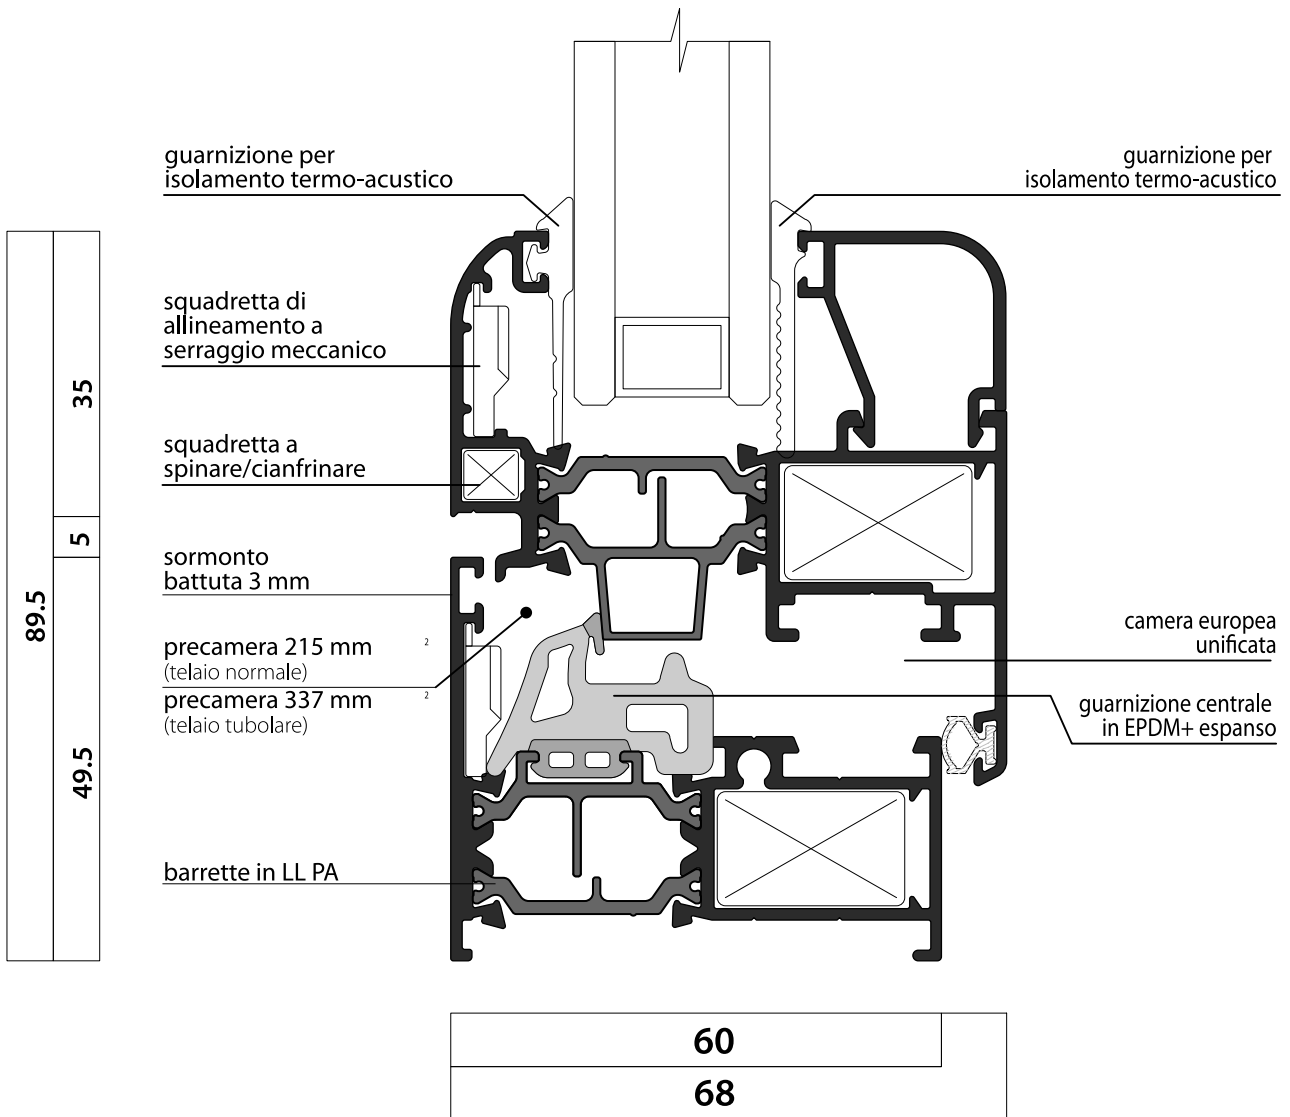 guarnizione per
isolamento termo-acustico
guarnizione per
isolamento termo-acustico
squadretta di
allineamento a
serraggio meccanico
squadretta a
spinare/cianfrinare
sormonto
battuta 3 mm
precamera 215 mm 2
(telaio normale)
precamera 337 mm 2
(telaio tubolare)
barrette in LL PA
camera europea
unificata
guarnizione centrale
in EPDM+ espanso
35
5
89.5
49.5
60
68